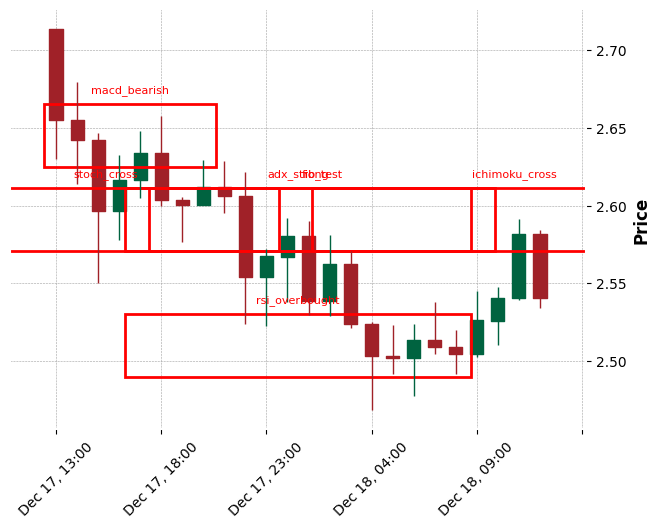 2.70
macd_bearish
2.65
adx_strong
fib_test
ichimoku_cross
2.60
Price
2.55
rsi_overbought
2.50
Dec 17, 13:00
Dec 17, 18:00
Dec 17, 23:00
Dec 18, 04:00
Dec 18, 09:00